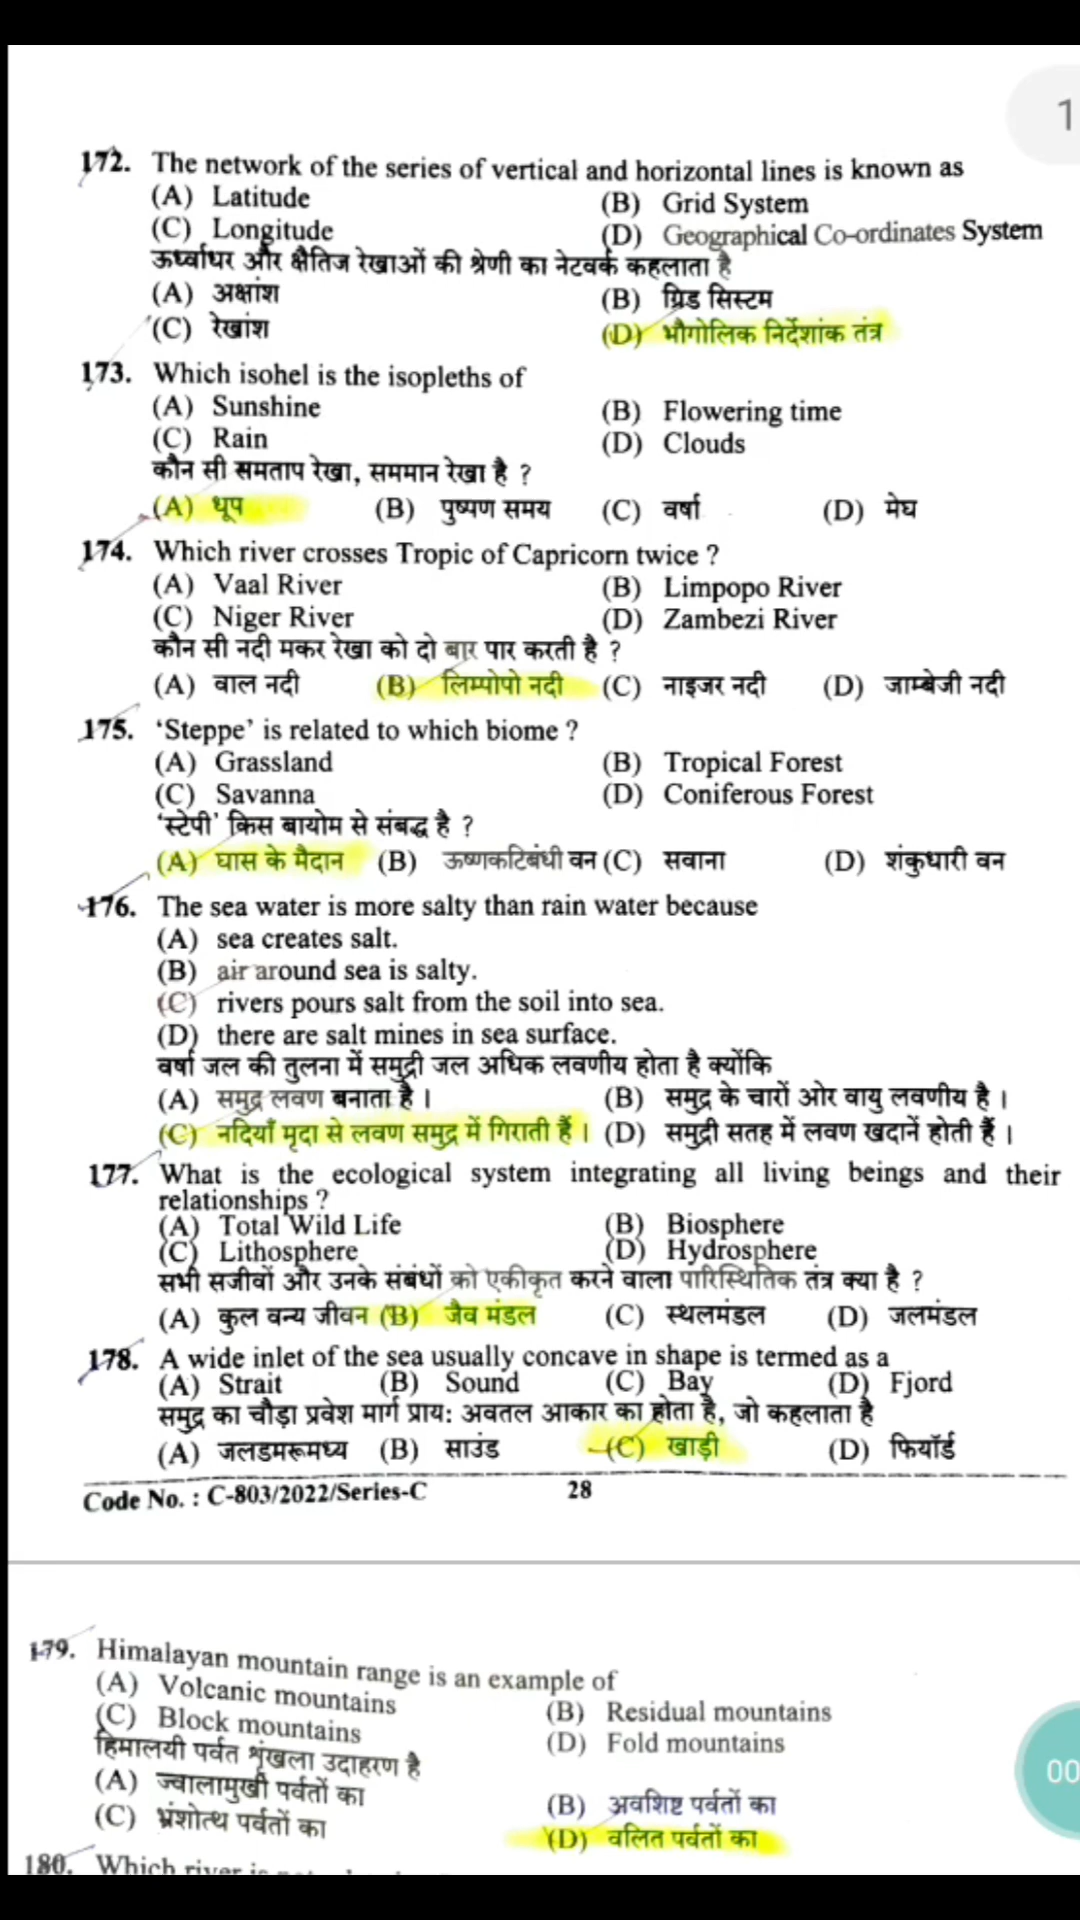 1
172. The network of the series of vertical and horizontal lines is known as
(A) Latitude (B) Grid System
(C) Longitude (D) Geographical Co-ordinates System
ऊर्ध्वाधर और क्षैतिज रेखाओं की श्रेणी का नेटवर्क कहलाता है
(A) अक्षांश (B) ग्रिड सिस्टम
(C) रेखांश (D) भौगोलिक निर्देशांक तंत्र
173. Which isohel is the isopleths of
(A) Sunshine (B) Flowering time
(C) Rain (D) Clouds
कौन सी समताप रेखा, सममान रेखा है ?
(A) धूप (B) पुष्पण समय (C) वर्षा (D) मेघ
174. Which river crosses Tropic of Capricorn twice ?
(A) Vaal River (B) Limpopo River
(C) Niger River (D) Zambezi River
कौन सी नदी मकर रेखा को दो बार पार करती है ?
(A) वाल नदी (B) लिम्पोपो नदी (C) नाइजर नदी (D) जाम्बेजी नदी
175. ‘Steppe’ is related to which biome ?
(A) Grassland (B) Tropical Forest
(C) Savanna (D) Coniferous Forest
‘स्टेपी’ किस बायोम से संबद्ध है ?
(A) घास के मैदान (B) ऊष्णकटिबंधी वन (C) सवाना (D) शंकुधारी वन
176. The sea water is more salty than rain water because
(A) sea creates salt.
(B) air around sea is salty.
(C) rivers pours salt from the soil into sea.
(D) there are salt mines in sea surface.
वर्षा जल की तुलना में समुद्री जल अधिक लवणीय होता है क्योंकि
(A) समुद्र लवण बनाता है । (B) समुद्र के चारों ओर वायु लवणीय है ।
(C) नदियाँ मृदा से लवण समुद्र में गिराती हैं । (D) समुद्री सतह में लवण खदानें होती हैं ।
177. What is the ecological system integrating all living beings and their
relationships ?
(A) Total Wild Life (B) Biosphere
(C) Lithosphere (D) Hydrosphere
सभी सजीवों और उनके संबंधों को एकीकृत करने वाला पारिस्थितिक तंत्र क्या है ?
(A) कुल वन्य जीवन (B) जैव मंडल (C) स्थलमंडल (D) जलमंडल
178. A wide inlet of the sea usually concave in shape is termed as a
(A) Strait (B) Sound (C) Bay (D) Fjord
समुद्र का चौड़ा प्रवेश मार्ग प्राय: अवतल आकार का होता है, जो कहलाता है
(A) जलडमरूमध्य (B) साउंड (C) खाड़ी (D) फियॉर्ड
Code No. : C-803/2022/Series-C 28
179. Himalayan mountain range is an example of
(A) Volcanic mountains (B) Residual mountains
(C) Block mountains (D) Fold mountains
हिमालयी पर्वत शृंखला उदाहरण है
(A) ज्वालामुखी पर्वतों का (B) अवशिष्ट पर्वतों का
(C) भ्रंशोत्थ पर्वतों का (D) वलित पर्वतों का
00
180. Which river is